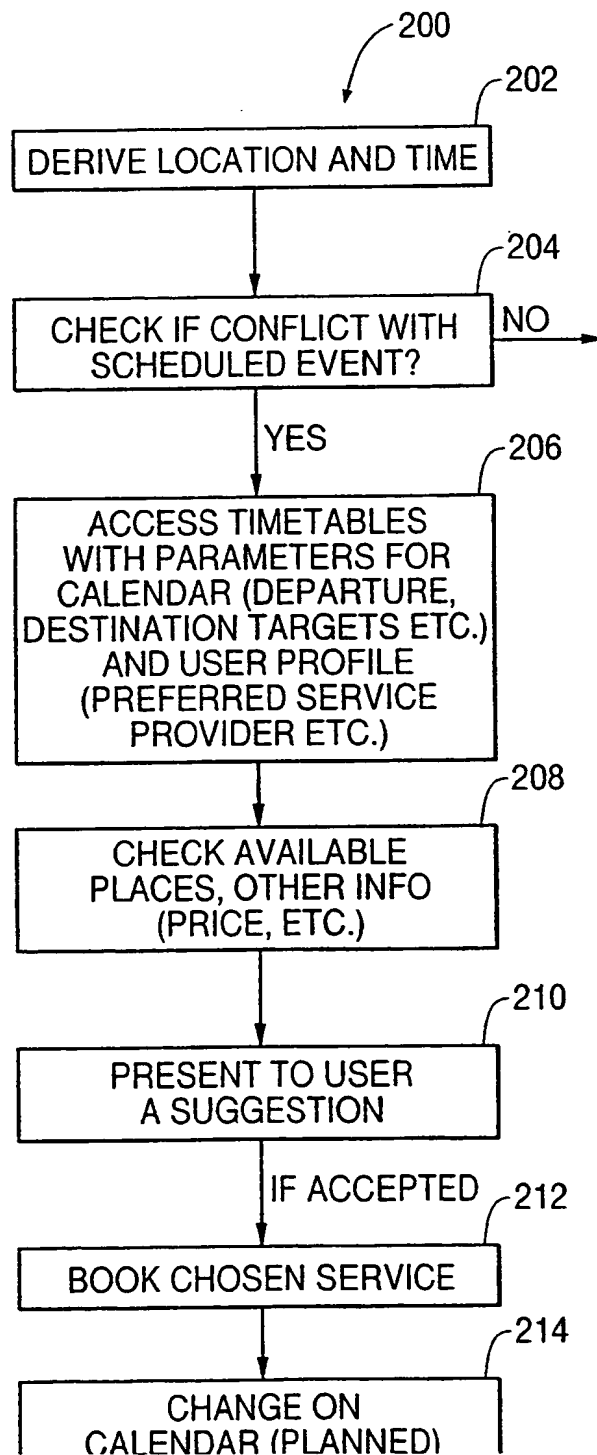 200
202
DERIVE LOCATION AND TIME
204
CHECK IF CONFLICT WITH
SCHEDULED EVENT?
NO
YES
206
ACCESS TIMETABLES
WITH PARAMETERS FOR
CALENDAR (DEPARTURE,
DESTINATION TARGETS ETC.)
AND USER PROFILE
(PREFERRED SERVICE
PROVIDER ETC.)
208
CHECK AVAILABLE
PLACES, OTHER INFO
(PRICE, ETC.)
210
PRESENT TO USER
A SUGGESTION
IF ACCEPTED
212
BOOK CHOSEN SERVICE
214
CHANGE ON
CALENDAR (PLANNED)